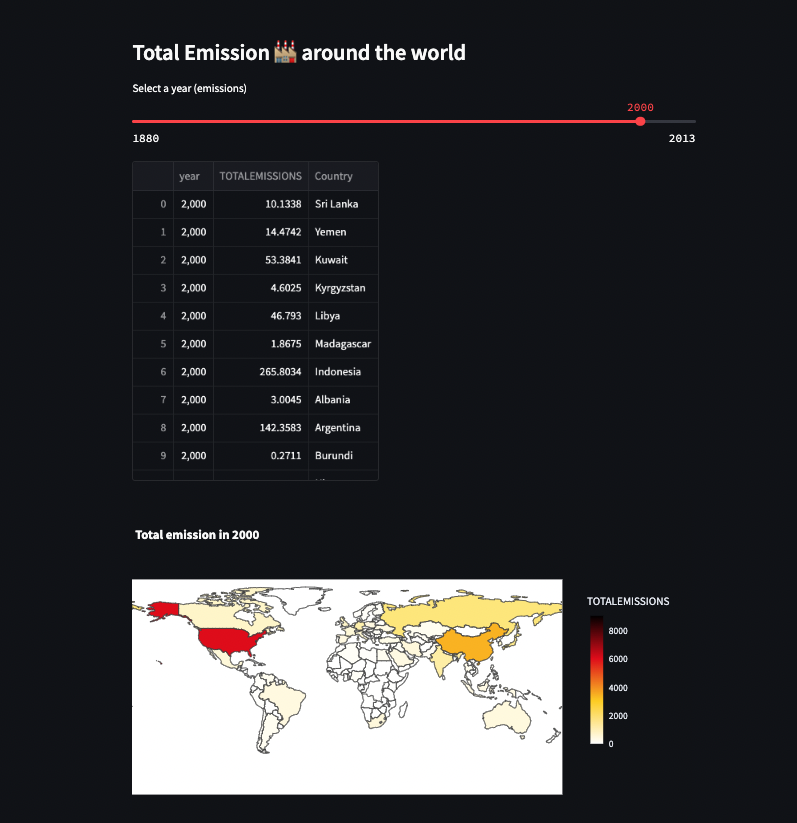 Total Emission 🏭 around the world
Select a year (emissions)
2000
1880 2013
year TOTALEMISSIONS Country
0 2,000 10.1338 Sri Lanka
1 2,000 14.4742 Yemen
2 2,000 53.3841 Kuwait
3 2,000 4.6025 Kyrgyzstan
4 2,000 46.793 Libya
5 2,000 1.8675 Madagascar
6 2,000 265.8034 Indonesia
7 2,000 3.0045 Albania
8 2,000 142.3583 Argentina
9 2,000 0.2711 Burundi
Total emission in 2000
TOTALEMISSIONS
8000
6000
4000
2000
0